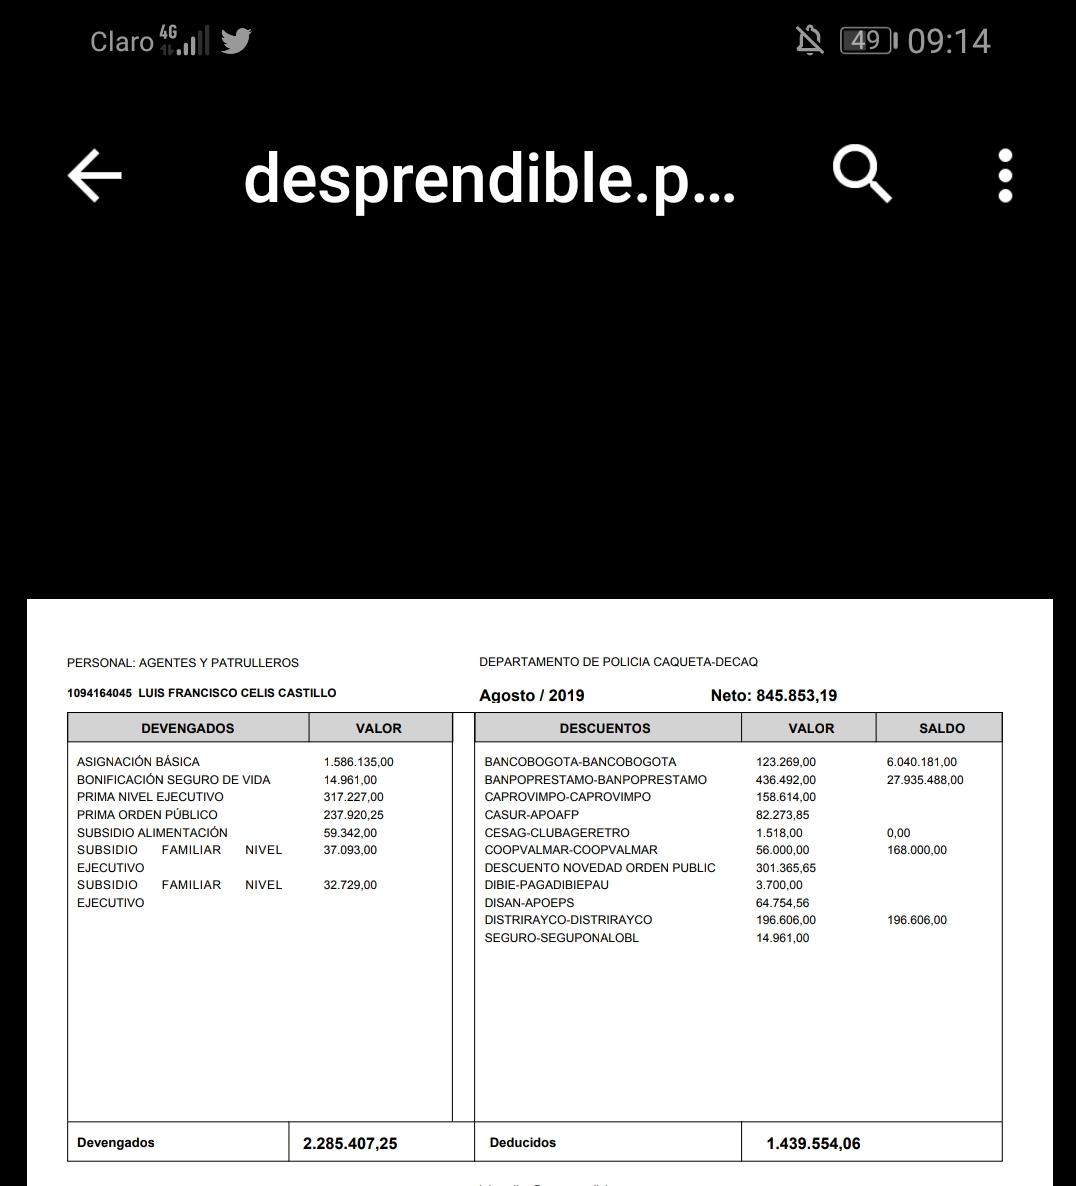 Claro 4G 49 09:14
desprendible.p...
PERSONAL: AGENTES Y PATRULLEROS
DEPARTAMENTO DE POLICIA CAQUETA-DECAQ
1094164045 LUIS FRANCISCO CELIS CASTILLO
Agosto / 2019 Neto: 845.853,19
DEVENGADOS VALOR
ASIGNACIÓN BÁSICA 1.586.135,00
BONIFICACIÓN SEGURO DE VIDA 14.961,00
PRIMA NIVEL EJECUTIVO 317.227,00
PRIMA ORDEN PÚBLICO 237.920,25
SUBSIDIO ALIMENTACIÓN 59.342,00
SUBSIDIO FAMILIAR NIVEL 37.093,00
EJECUTIVO
SUBSIDIO FAMILIAR NIVEL 32.729,00
EJECUTIVO
Devengados 2.285.407,25
DESCUENTOS VALOR SALDO
BANCOBOGOTA-BANCOBOGOTA 123.269,00 6.040.181,00
BANPOPRESTAMO-BANPOPRESTAMO 436.492,00 27.935.488,00
CAPROVIMPO-CAPROVIMPO 158.614,00
CASUR-APOAFP 82.273,85
CESAG-CLUBAGERETRO 1.518,00 0,00
COOPVALMAR-COOPVALMAR 56.000,00 168.000,00
DESCUENTO NOVEDAD ORDEN PUBLIC 301.365,65
DIBIE-PAGADIBIEPAU 3.700,00
DISAN-APOEPS 64.754,56
DISTRIRAYCO-DISTRIRAYCO 196.606,00 196.606,00
SEGURO-SEGUPONALOBL 14.961,00
Deducidos 1.439.554,06